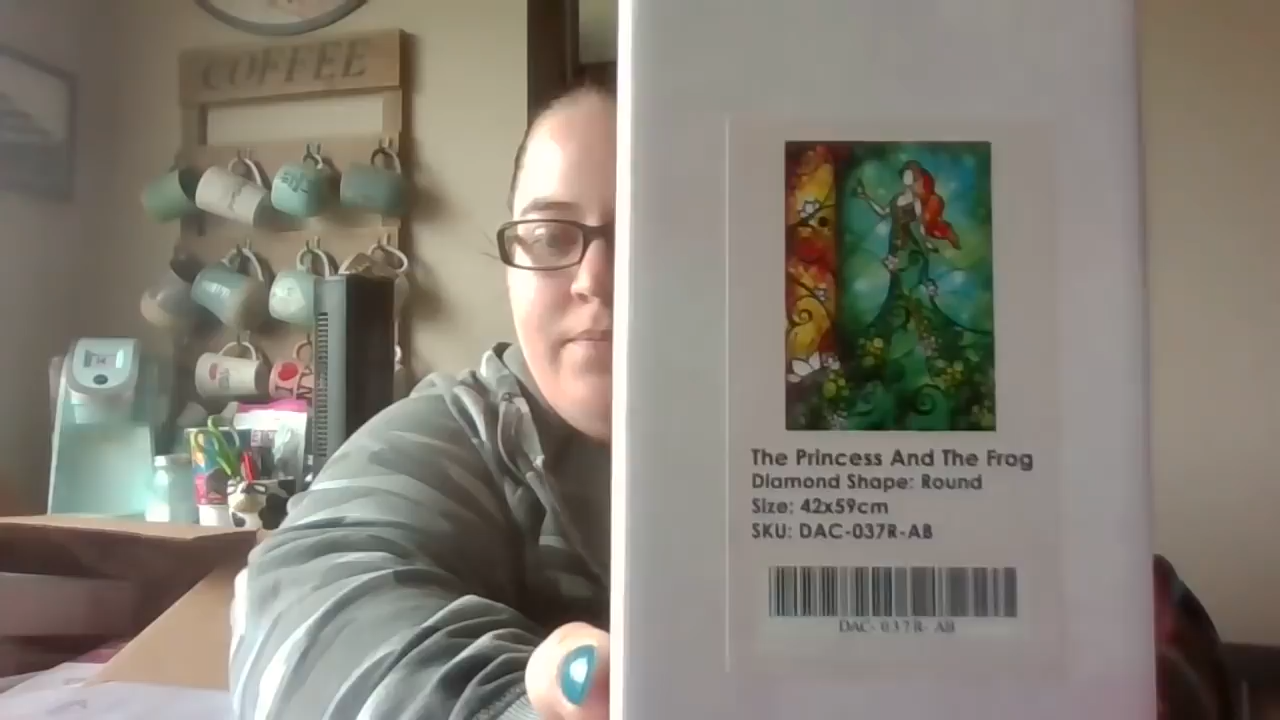 COFFEE
The Princess And The Frog
Diamond Shape: Round
Size: 42x59cm
SKU: DAC-037R-AB
DAC-037R-AB